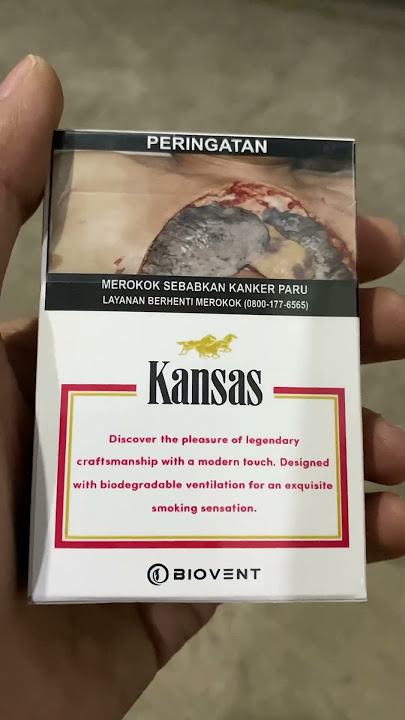 PERINGATAN
MEROKOK SEBABKAN KANKER PARU
LAYANAN BERHENTI MEROKOK (0800-177-6565)
Kansas
Discover the pleasure of legendary
craftsmanship with a modern touch. Designed
with biodegradable ventilation for an exquisite
smoking sensation.
BIOVENT